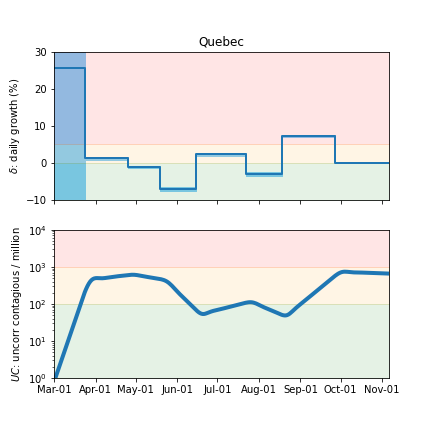 Quebec
δ: daily growth (%)
30
20
10
0
−10
UC: uncorr contagious / million
10⁴
10³
10²
10¹
10⁰
Mar-01 Apr-01 May-01 Jun-01 Jul-01 Aug-01 Sep-01 Oct-01 Nov-01